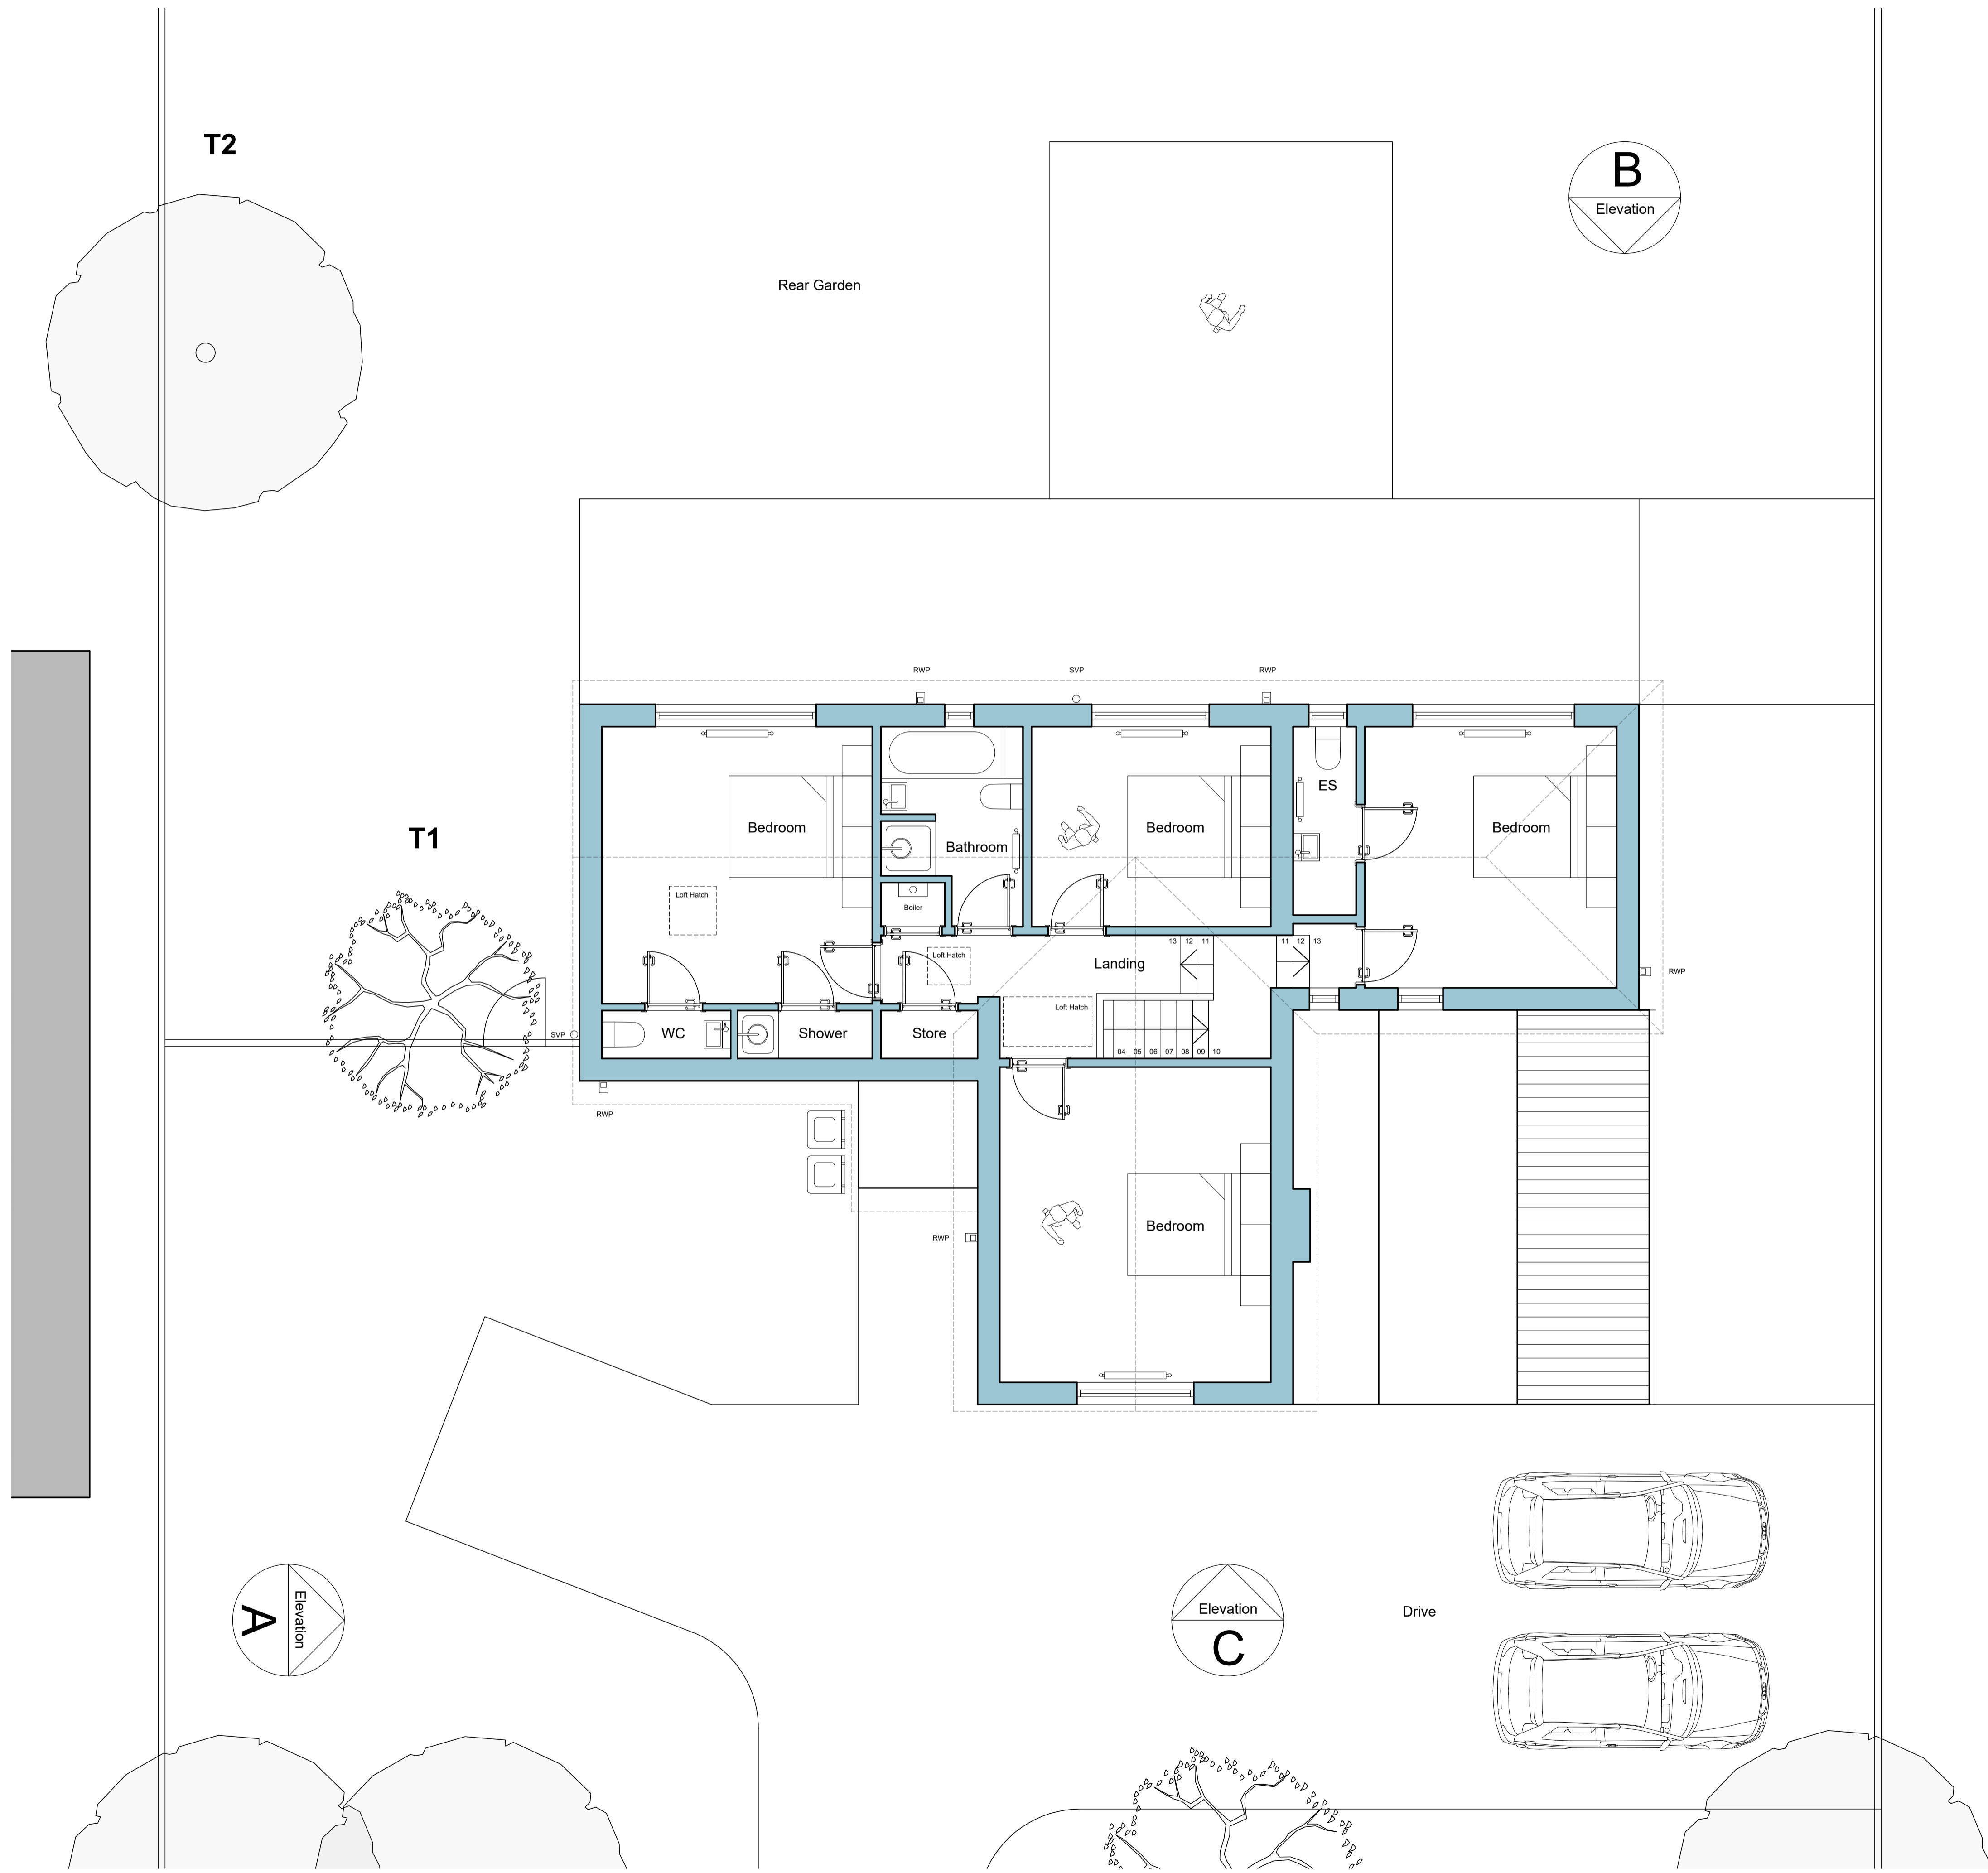 T2
B
Elevation
Rear Garden
RWP
SVP
RWP
ES
Bedroom
Bedroom
Bedroom
T1
Bathroom
Loft Hatch
Boiler
13 12 11
11 12 13
Loft Hatch
Landing
RWP
Loft Hatch
SVP
WC
Shower
Store
04 05 06 07 08 09 10
RWP
Bedroom
RWP
A
Elevation
Elevation
C
Drive